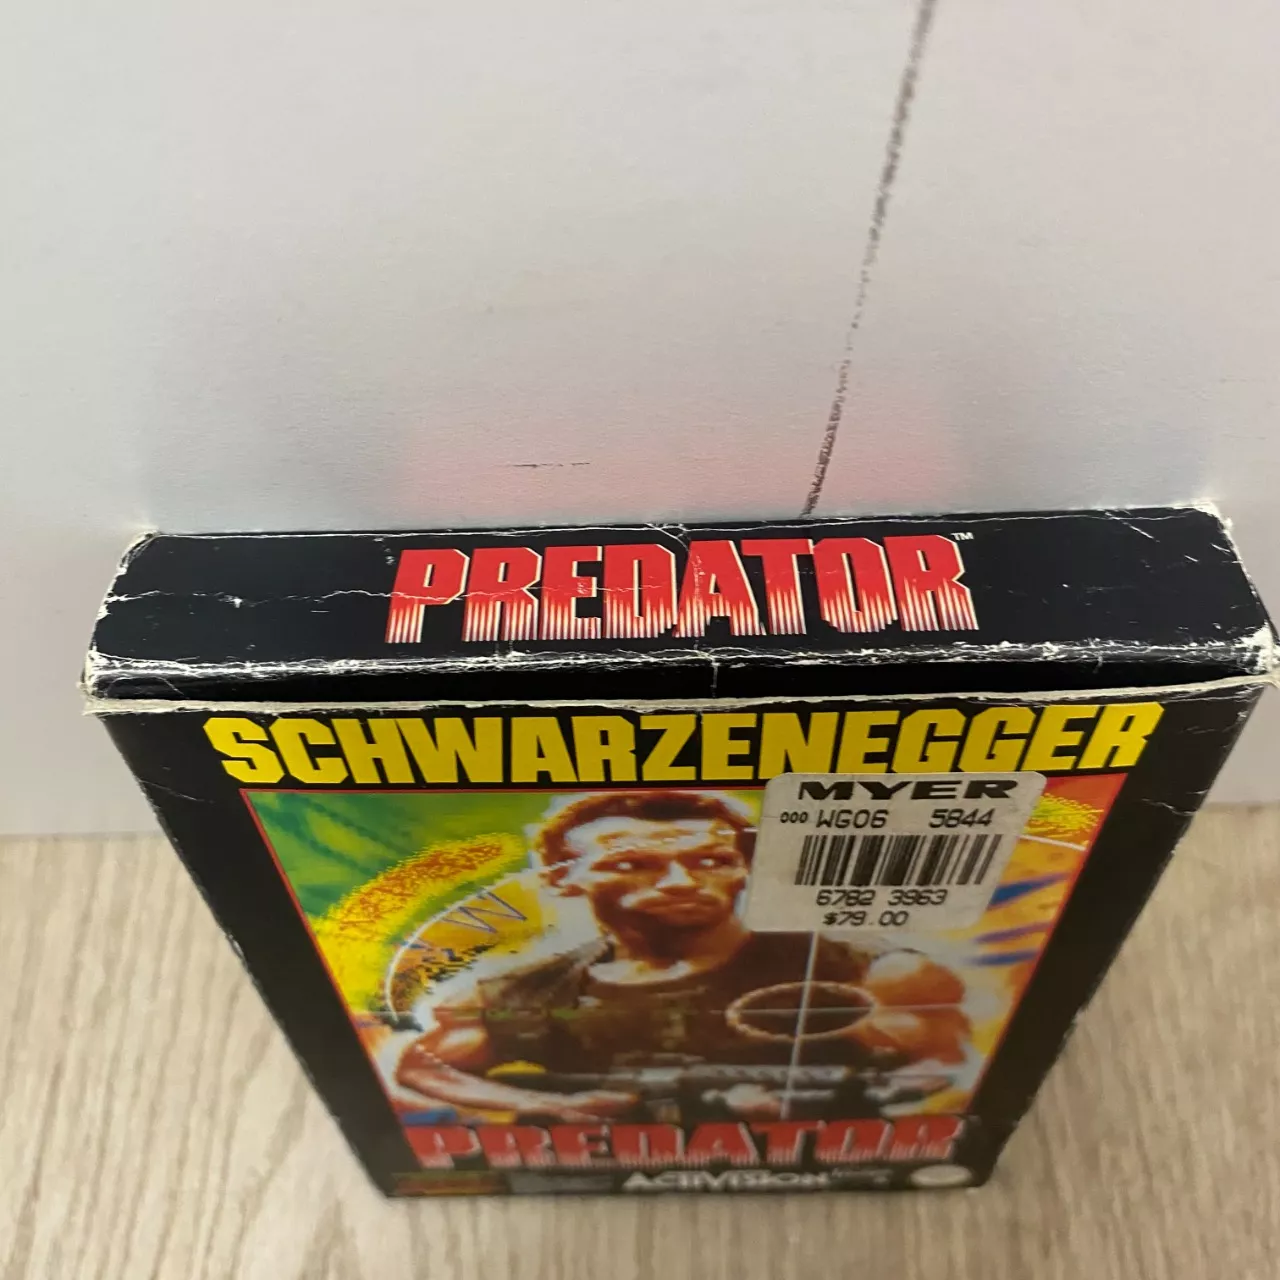 PREDATOR™
SCHWARZENEGGER
MYER
000 WG06 5844
6782 3963
$79.00
PREDATOR
ACTIVISION